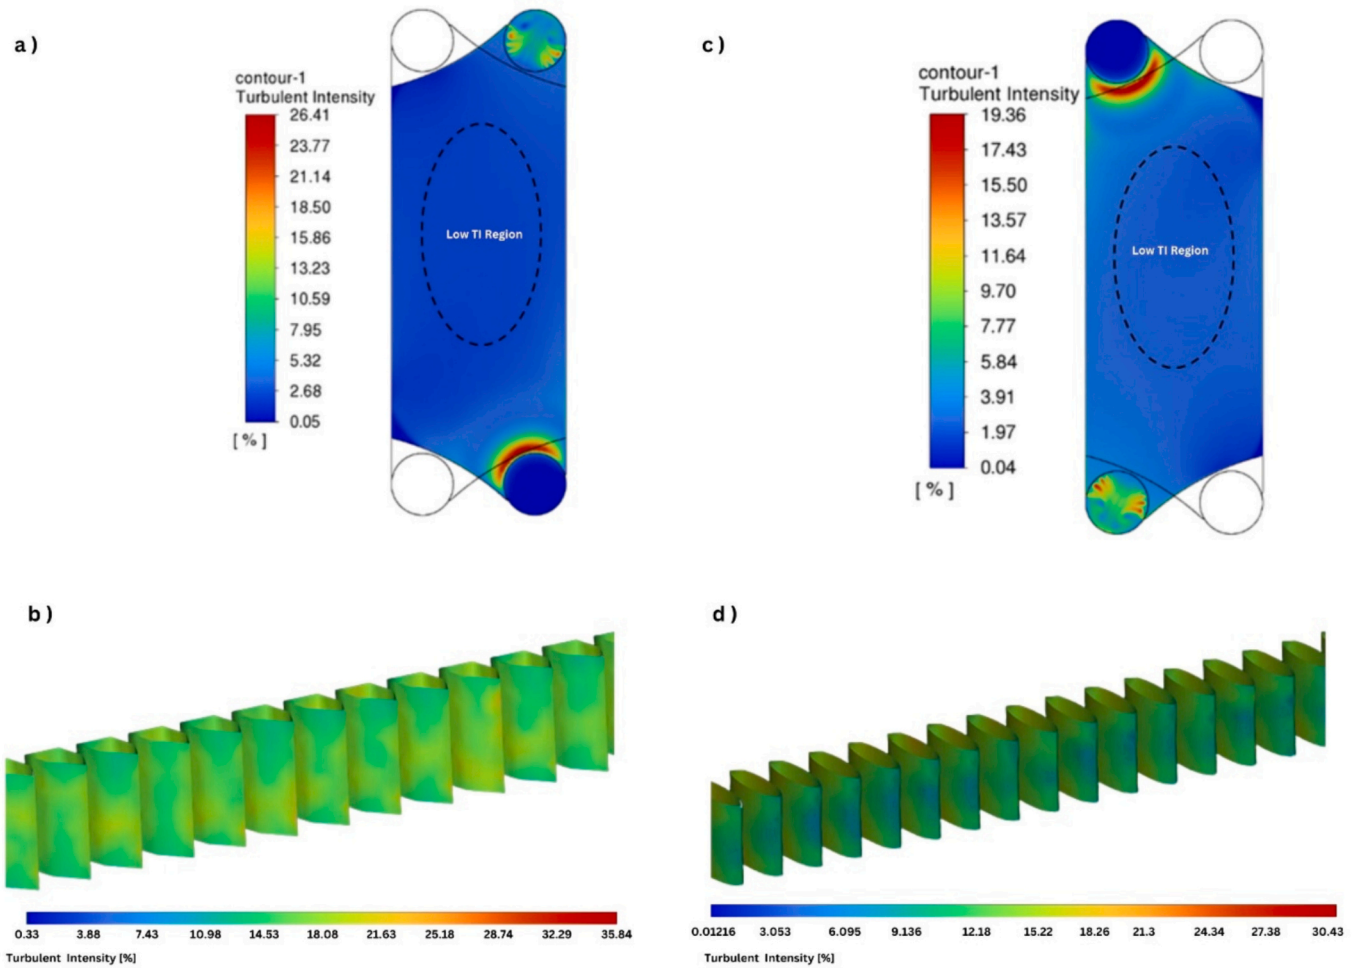 a )
contour-1
Turbulent Intensity
26.41
23.77
21.14
18.50
15.86
13.23
10.59
7.95
5.32
2.68
0.05
[ % ]
Low TI Region
c )
contour-1
Turbulent Intensity
19.36
17.43
15.50
13.57
11.64
9.70
7.77
5.84
3.91
1.97
0.04
[ % ]
Low TI Region
b )
0.33 3.88 7.43 10.98 14.53 18.08 21.63 25.18 28.74 32.29 35.84
Turbulent Intensity [%]
d )
0.01216 3.053 6.095 9.136 12.18 15.22 18.26 21.3 24.34 27.38 30.43
Turbulent Intensity [%]